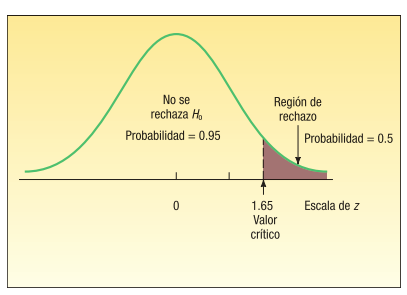 No se
rechaza H₀
Probabilidad = 0.95
Región de
rechazo
Probabilidad = 0.5
0
1.65
Valor
crítico
Escala de z